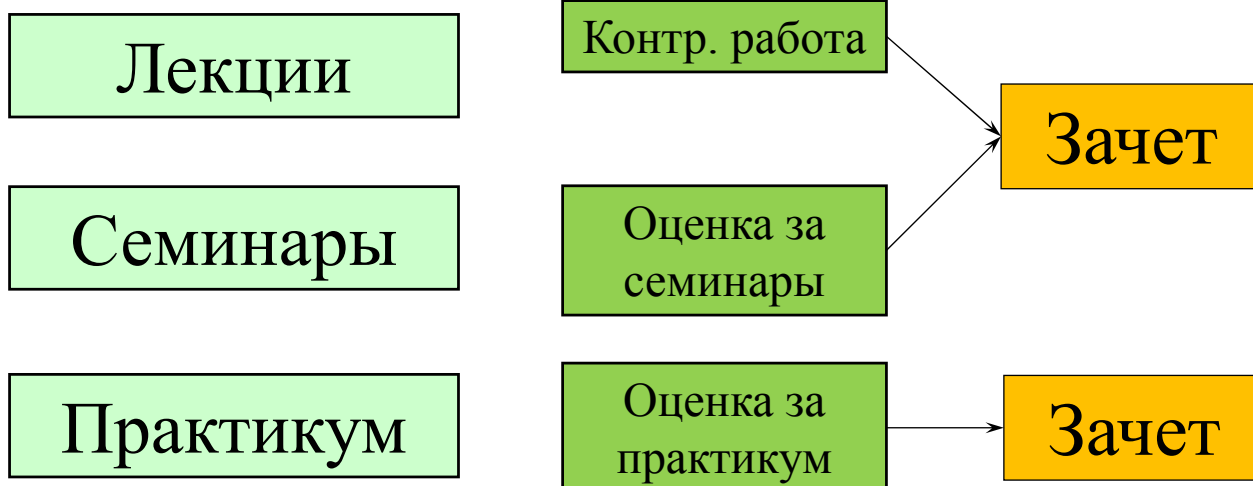 Лекции
Контр. работа
Зачет
Семинары
Оценка за
семинары
Практикум
Оценка за
практикум
Зачет